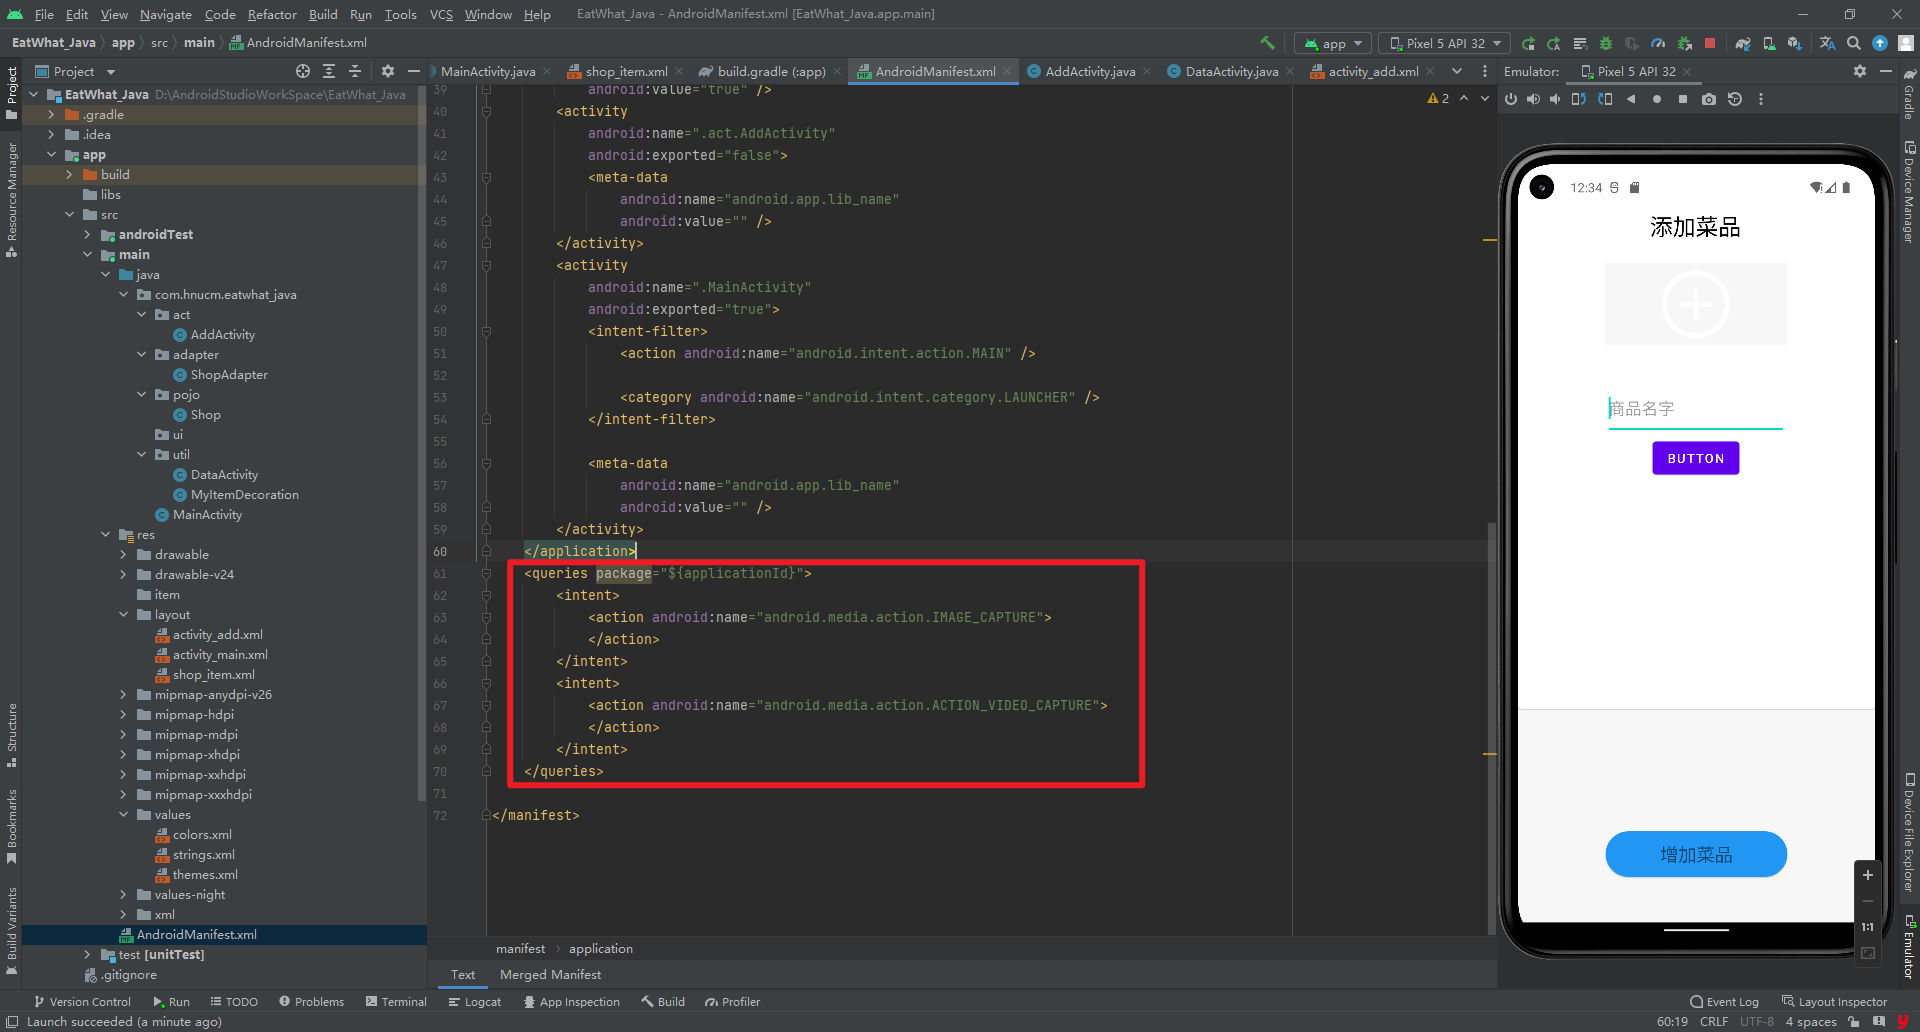 File Edit View Navigate Code Refactor Build Run Tools VCS Window Help EatWhat_Java - AndroidManifest.xml [EatWhat_Java.app.main]
EatWhat_Java app src main AndroidManifest.xml app Pixel 5 API 32
Project
MainActivity.java shop_item.xml build.gradle (:app) AndroidManifest.xml AddActivity.java DataActivity.java activity_add.xml
Emulator: Pixel 5 API 32
Project
Resource Manager
Structure
Bookmarks
Build Variants
EatWhat_Java D:\AndroidStudioWorkSpace\EatWhat_Java
.gradle
.idea
app
build
libs
src
androidTest
main
java
com.hnucm.eatwhat_java
act
AddActivity
adapter
ShopAdapter
pojo
Shop
ui
util
DataActivity
MyItemDecoration
MainActivity
res
drawable
drawable-v24
item
layout
activity_add.xml
activity_main.xml
shop_item.xml
mipmap-anydpi-v26
mipmap-hdpi
mipmap-mdpi
mipmap-xhdpi
mipmap-xxhdpi
mipmap-xxxhdpi
values
colors.xml
strings.xml
themes.xml
values-night
xml
AndroidManifest.xml
test [unitTest]
.gitignore
2
39 android:value="true" />
40 <activity
41 android:name=".act.AddActivity"
42 android:exported="false">
43 <meta-data
44 android:name="android.app.lib_name"
45 android:value="" />
46 </activity>
47 <activity
48 android:name=".MainActivity"
49 android:exported="true">
50 <intent-filter>
51 <action android:name="android.intent.action.MAIN" />
52
53 <category android:name="android.intent.category.LAUNCHER" />
54 </intent-filter>
55
56 <meta-data
57 android:name="android.app.lib_name"
58 android:value="" />
59 </activity>
60 </application>
61 <queries package="${applicationId}">
62 <intent>
63 <action android:name="android.media.action.IMAGE_CAPTURE">
64 </action>
65 </intent>
66 <intent>
67 <action android:name="android.media.action.ACTION_VIDEO_CAPTURE">
68 </action>
69 </intent>
70 </queries>
71
72 </manifest>
manifest application
Text Merged Manifest
12:34
添加菜品
商品名字
BUTTON
增加菜品
1:1
Gradle
Device Manager
Device File Explorer
Emulator
Version Control Run TODO Problems Terminal Logcat App Inspection Build Profiler Event Log Layout Inspector
Launch succeeded (a minute ago) 60:19 CRLF UTF-8 4 spaces